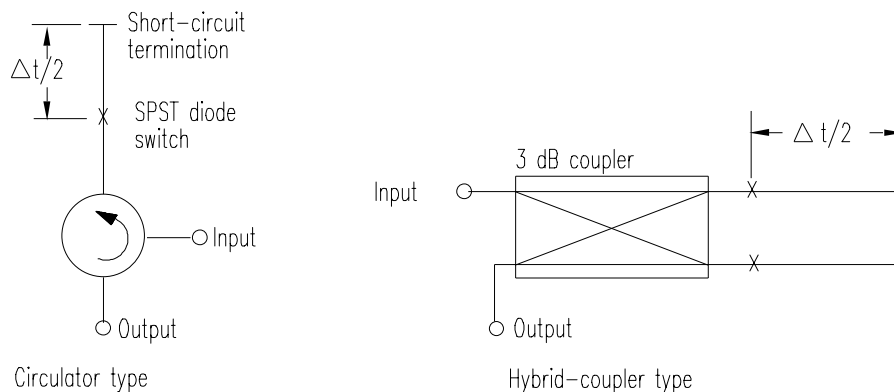 Short-circuit
termination
△t/2
SPST diode
switch
Input
Output
Circulator type
△t/2
3 dB coupler
Input
Output
Hybrid-coupler type